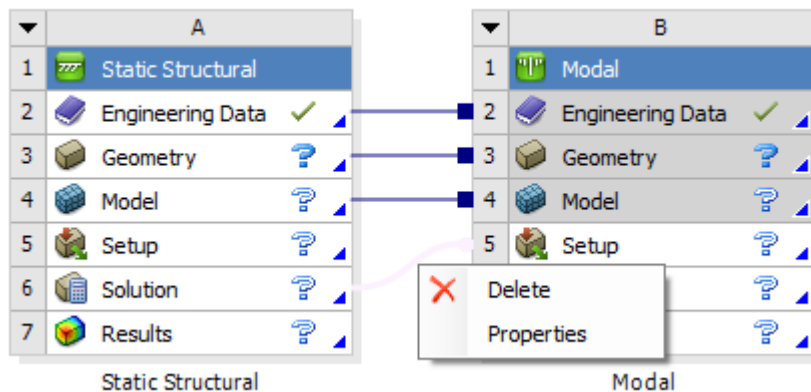 A
1 Static Structural
2 Engineering Data
3 Geometry ?
4 Model ?
5 Setup ?
6 Solution ?
7 Results ?
Static Structural
B
1 Modal
2 Engineering Data
3 Geometry ?
4 Model ?
5 Setup ?
?
?
Modal
Delete
Properties